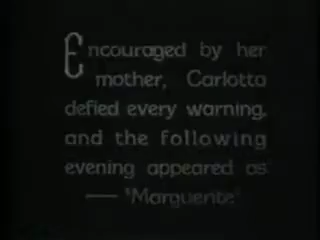 Encouraged by her
mother, Carlotta
defied every warning,
and the following
evening appeared as
— "Marguerite"